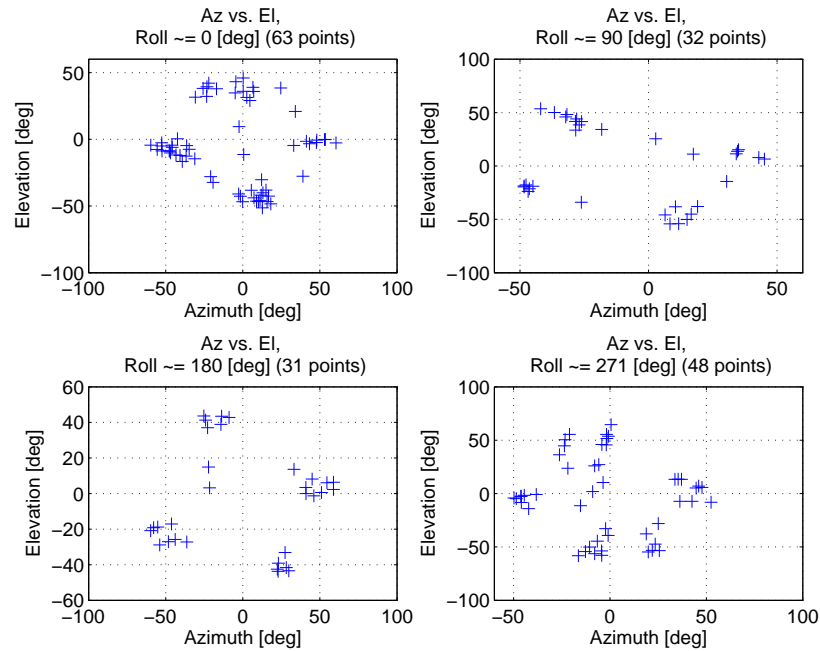 Az vs. El,
Roll ~= 0 [deg] (63 points)
Elevation [deg]
50
0
−50
−100
−100
−50
0
50
100
Azimuth [deg]
Az vs. El,
Roll ~= 90 [deg] (32 points)
Elevation [deg]
100
50
0
−50
−100
−50
0
50
Azimuth [deg]
Az vs. El,
Roll ~= 180 [deg] (31 points)
Elevation [deg]
60
40
20
0
−20
−40
−60
−100
−50
0
50
100
Azimuth [deg]
Az vs. El,
Roll ~= 271 [deg] (48 points)
Elevation [deg]
100
50
0
−50
−100
−50
0
50
100
Azimuth [deg]